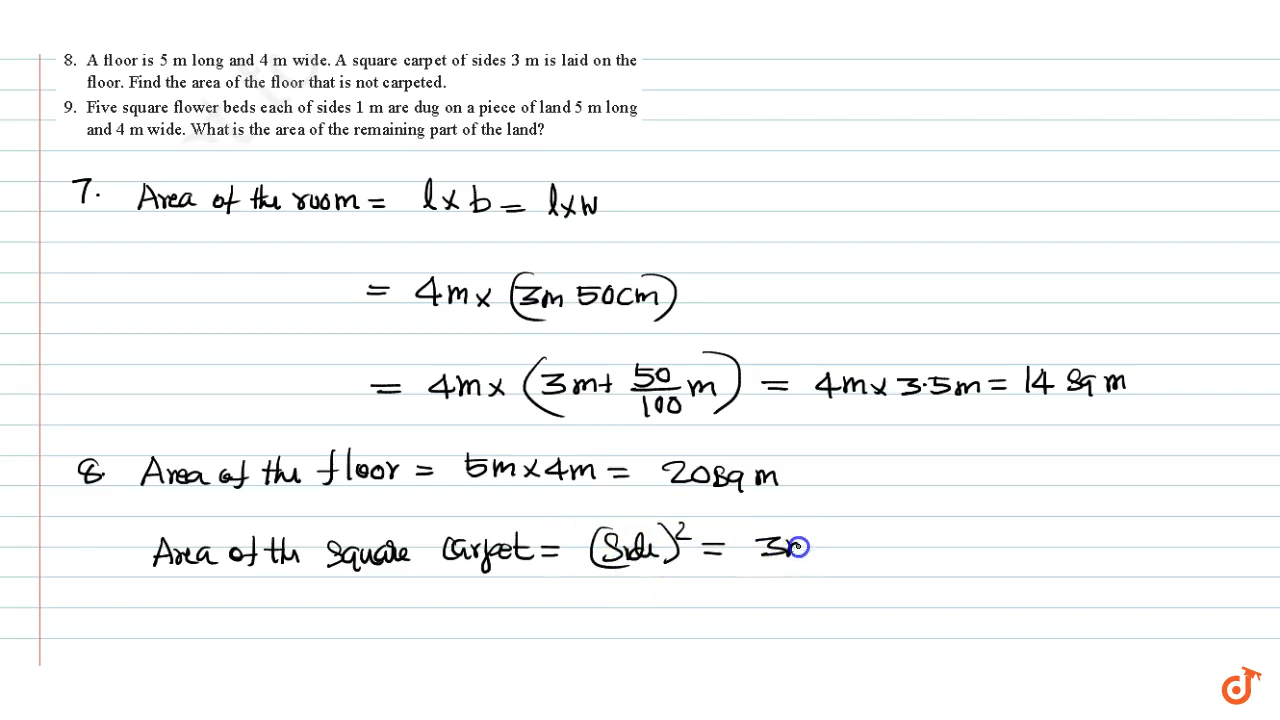 8. A floor is 5 m long and 4 m wide. A square carpet of sides 3 m is laid on the
floor. Find the area of the floor that is not carpeted.
9. Five square flower beds each of sides 1 m are dug on a piece of land 5 m long
and 4 m wide. What is the area of the remaining part of the land?
7. Area of the room = l × b = l × w
= 4m × (3m 50cm)
= 4m × (3m + 50/100 m) = 4m × 3.5m = 14 sq m
8. Area of the floor = 5m × 4m = 20 sq m
Area of the square carpet = (Side)² = 3m